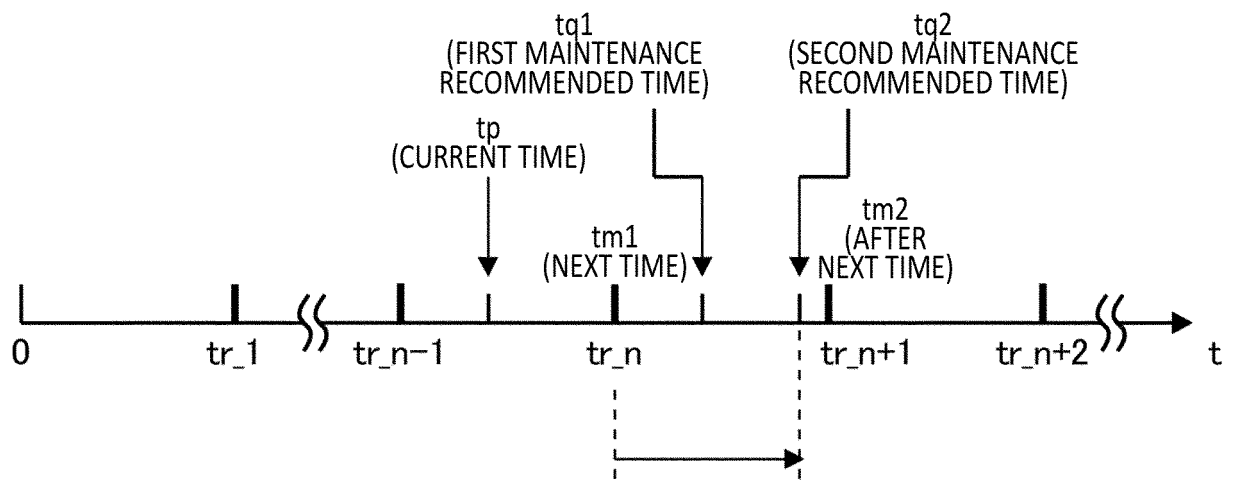 tq1
(FIRST MAINTENANCE
RECOMMENDED TIME)
tq2
(SECOND MAINTENANCE
RECOMMENDED TIME)
tp
(CURRENT TIME)
tm1
(NEXT TIME)
tm2
(AFTER
NEXT TIME)
0
tr_1
tr_n-1
tr_n
tr_n+1
tr_n+2
t